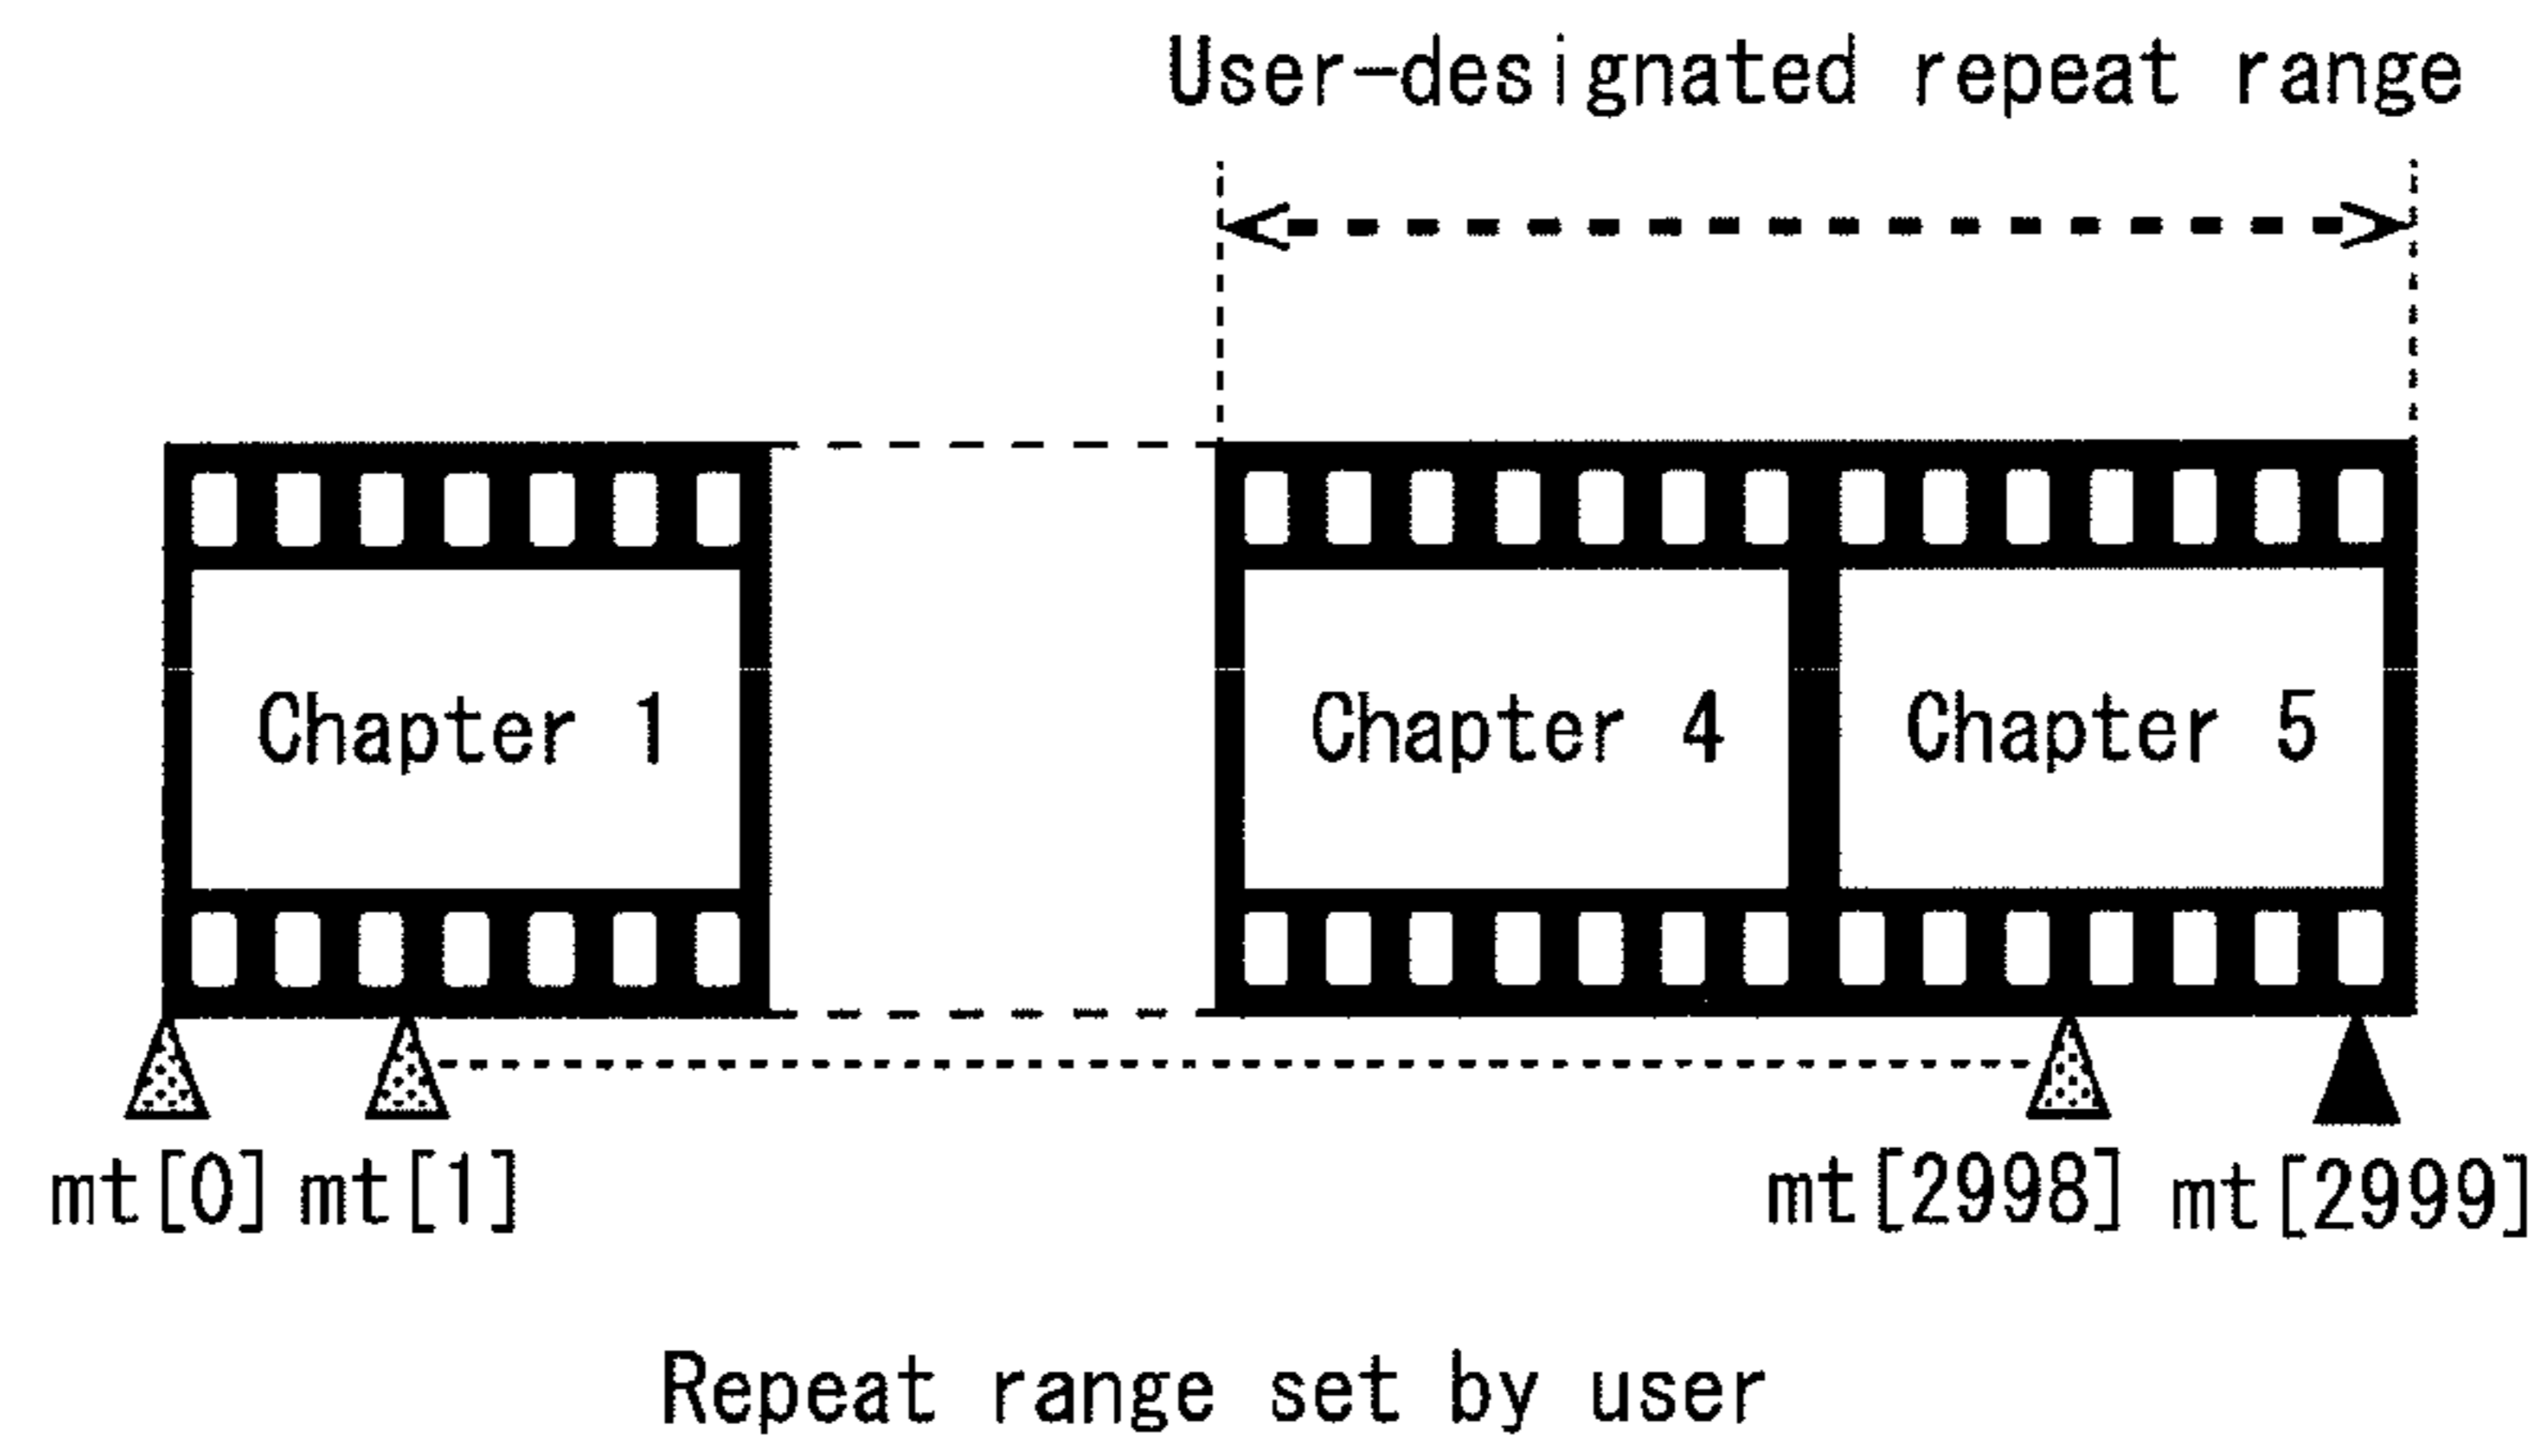 User-designated repeat range
Chapter 1 Chapter 4 Chapter 5
mt[0] mt[1] mt[2998] mt[2999]
Repeat range set by user